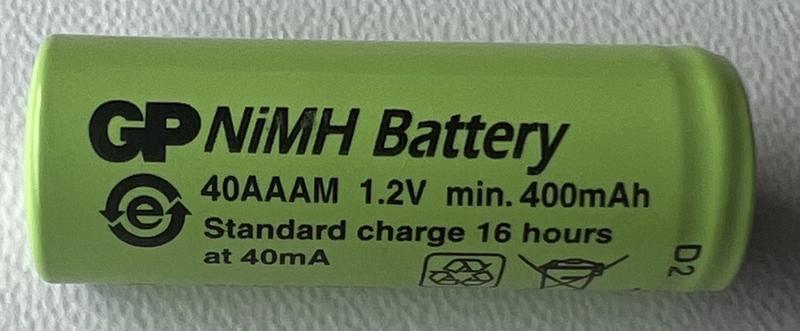 GP NiMH Battery
e 40AAAM 1.2V min. 400mAh
Standard charge 16 hours
at 40mA
D2